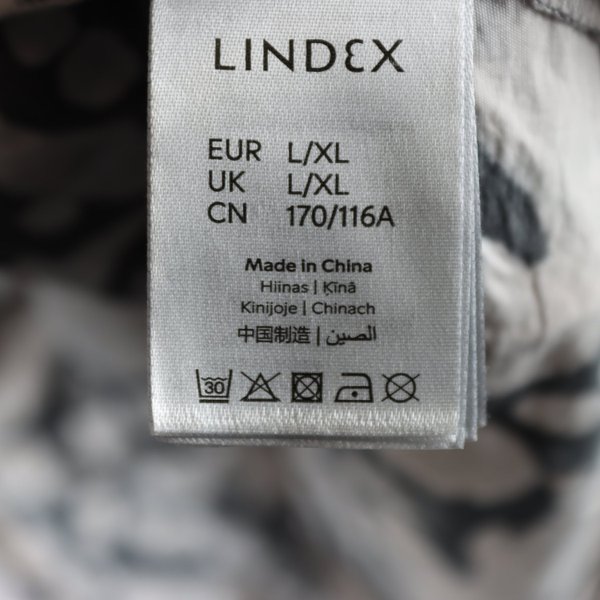 LINDEX
EUR L/XL
UK L/XL
CN 170/116A
Made in China
Hiinas | Ķīnā
Kinijoje | Chinach
中国制造 | الصين
30